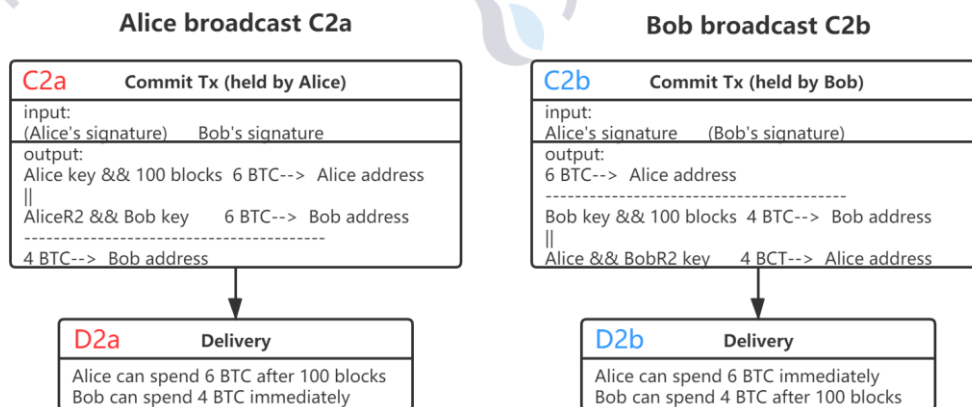 Alice broadcast C2a
C2a Commit Tx (held by Alice)
input:
(Alice's signature) Bob's signature
output:
Alice key && 100 blocks 6 BTC--> Alice address
||
AliceR2 && Bob key 6 BTC--> Bob address
-----------------------------------------
4 BTC--> Bob address
D2a Delivery
Alice can spend 6 BTC after 100 blocks
Bob can spend 4 BTC immediately
Bob broadcast C2b
C2b Commit Tx (held by Bob)
input:
Alice's signature (Bob's signature)
output:
6 BTC--> Alice address
-----------------------------------------
Bob key && 100 blocks 4 BTC--> Bob address
||
Alice && BobR2 key 4 BCT--> Alice address
D2b Delivery
Alice can spend 6 BTC immediately
Bob can spend 4 BTC after 100 blocks